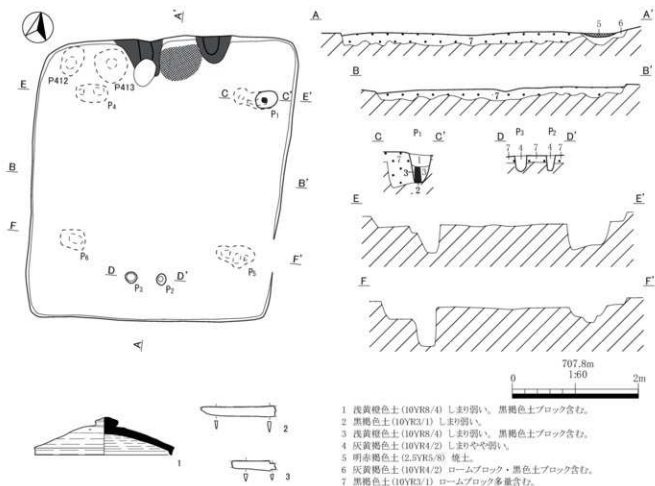 A'
E
P412
P413
P4
C
C'
E'
P1
B
B'
F
P6
D
D'
P5
F'
P3
P2
A
1
2
3
A
A'
5
6
7
B
B'
7
C
P1
C'
7
1
3
3
2
D
P3
P2
D'
7
4
7
4
7
E
E'
F
F'
707.8m
1:60
0
2m
1 浅黄橙色土(10YR8/4) しまり弱い。 黒褐色土ブロック含む。
2 黒褐色土(10YR3/1) しまり弱い。
3 浅黄橙色土(10YR8/4) しまり弱い。 黒褐色土ブロック含む。
4 灰黄褐色土(10YR4/2) しまりやや弱い。
5 明赤褐色土(2.5YR5/8) 焼土。
6 灰黄褐色土(10YR4/2) ロームブロック・黒色土ブロック含む。
7 黒褐色土(10YR3/1) ロームブロック多量含む。